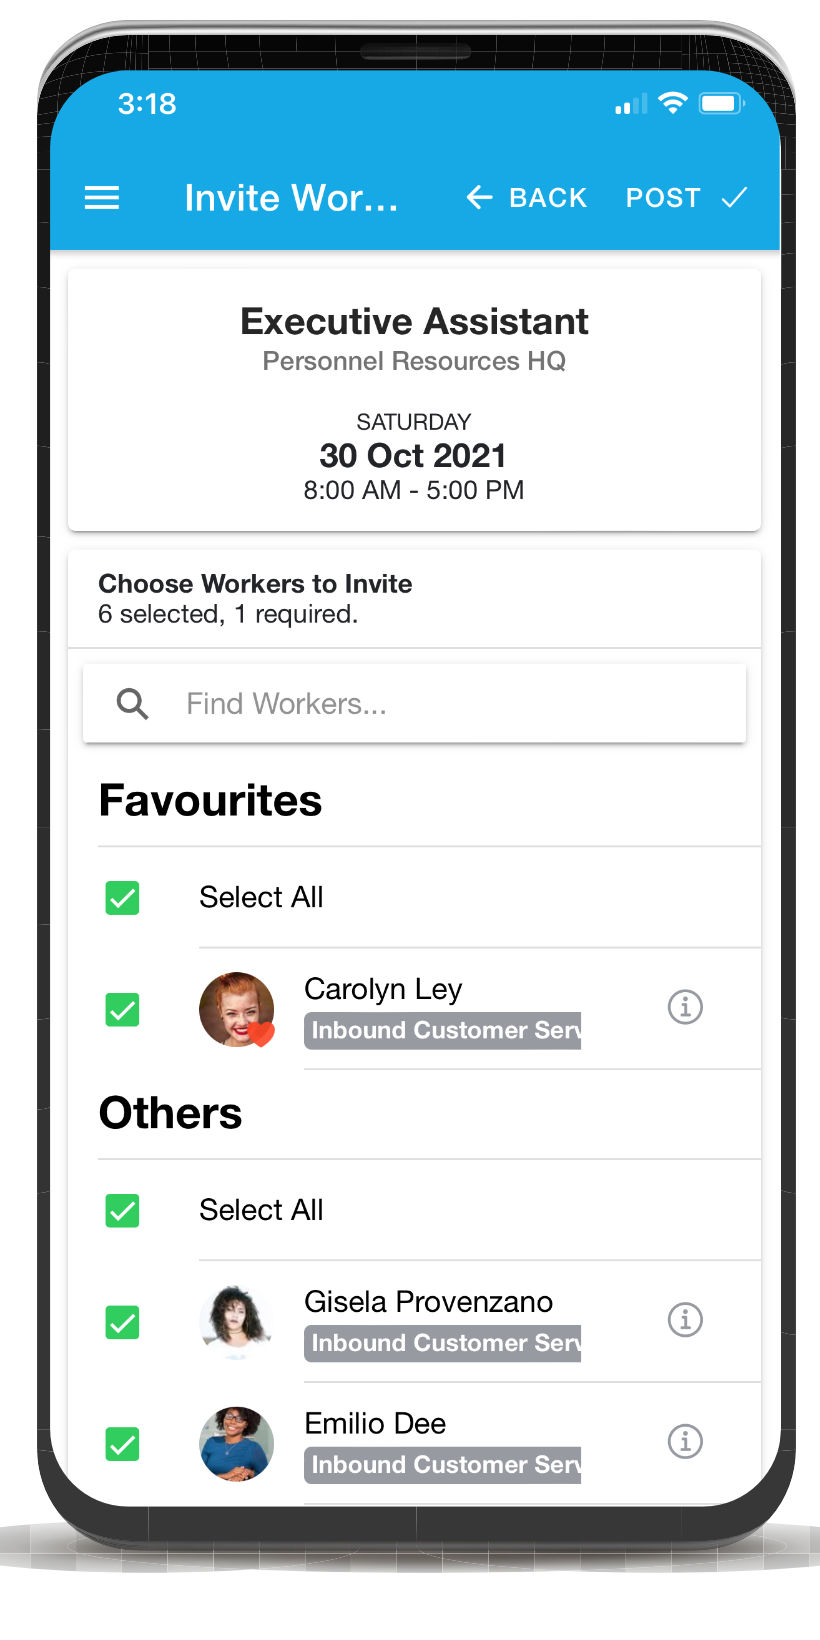 3:18
Invite Wor... BACK POST
Executive Assistant
Personnel Resources HQ
SATURDAY
30 Oct 2021
8:00 AM - 5:00 PM
Choose Workers to Invite
6 selected, 1 required.
Find Workers...
Favourites
Select All
Carolyn Ley
Inbound Customer Serv
Others
Select All
Gisela Provenzano
Inbound Customer Serv
Emilio Dee
Inbound Customer Serv